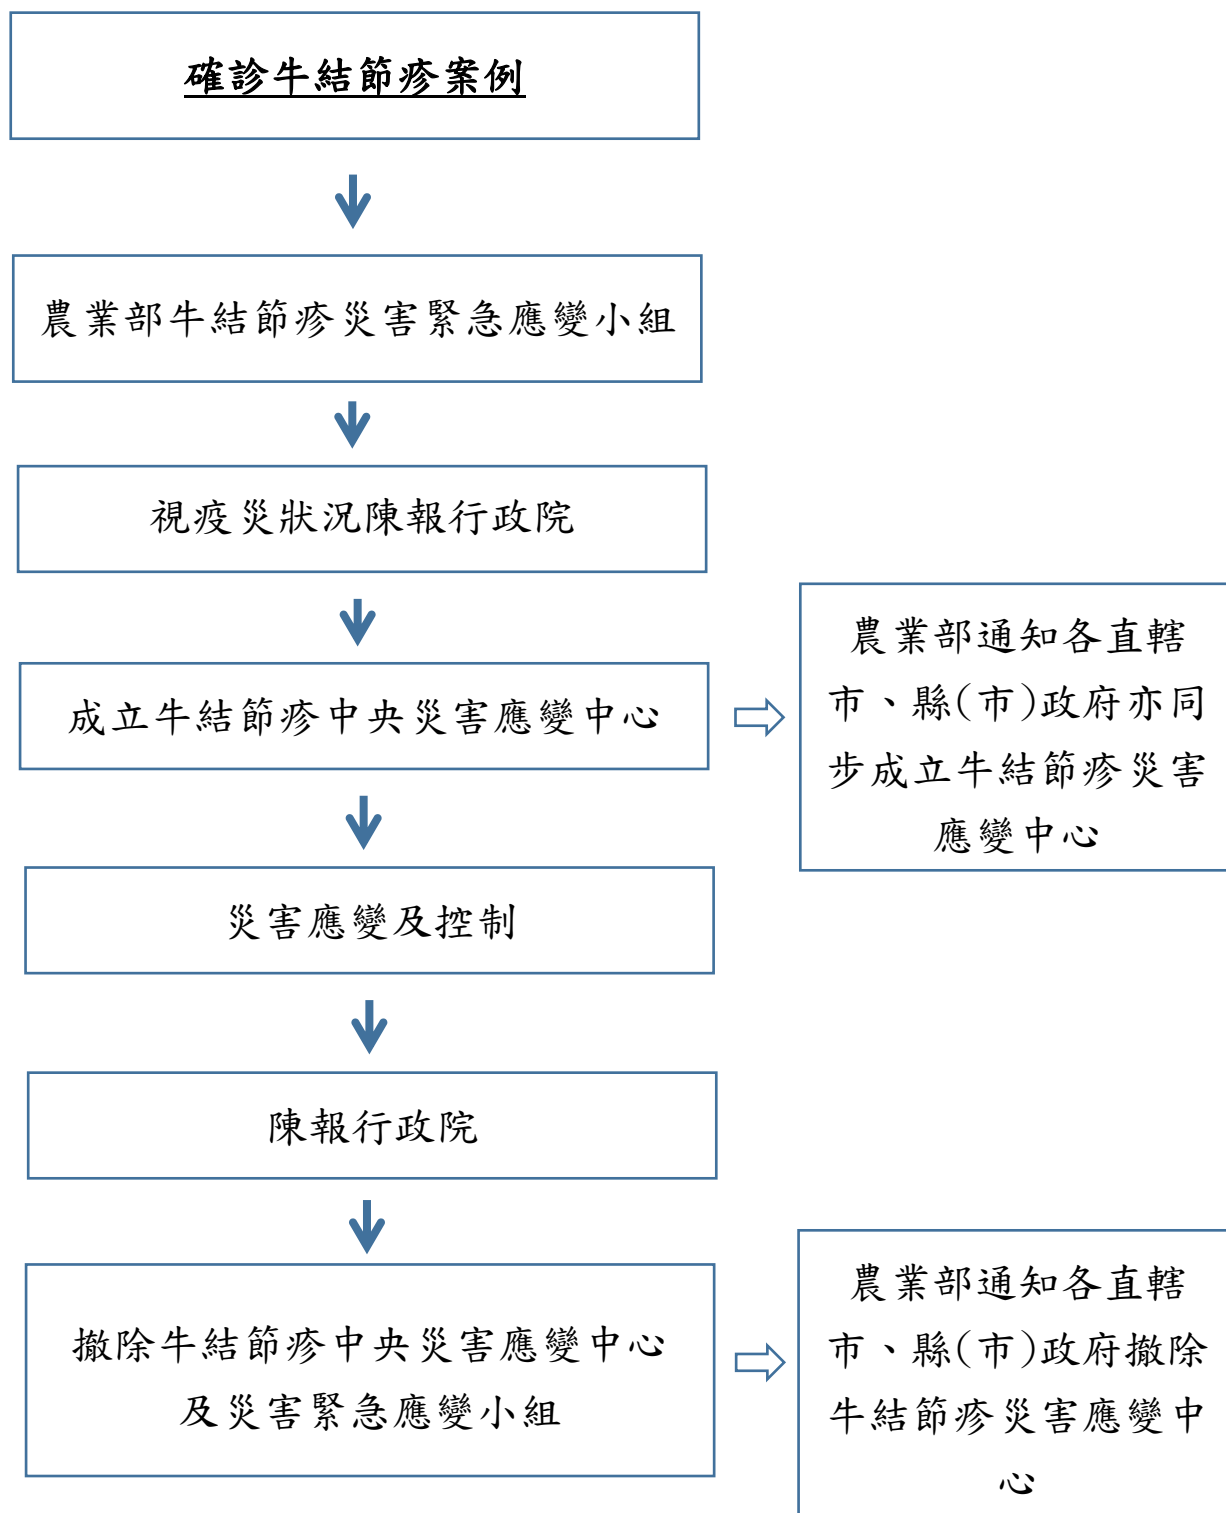 確診牛結節疹案例
農業部牛結節疹災害緊急應變小組
視疫災狀況陳報行政院
成立牛結節疹中央災害應變中心
農業部通知各直轄
市、縣(市)政府亦同
步成立牛結節疹災害
應變中心
災害應變及控制
陳報行政院
撤除牛結節疹中央災害應變中心
及災害緊急應變小組
農業部通知各直轄
市、縣(市)政府撤除
牛結節疹災害應變中
心